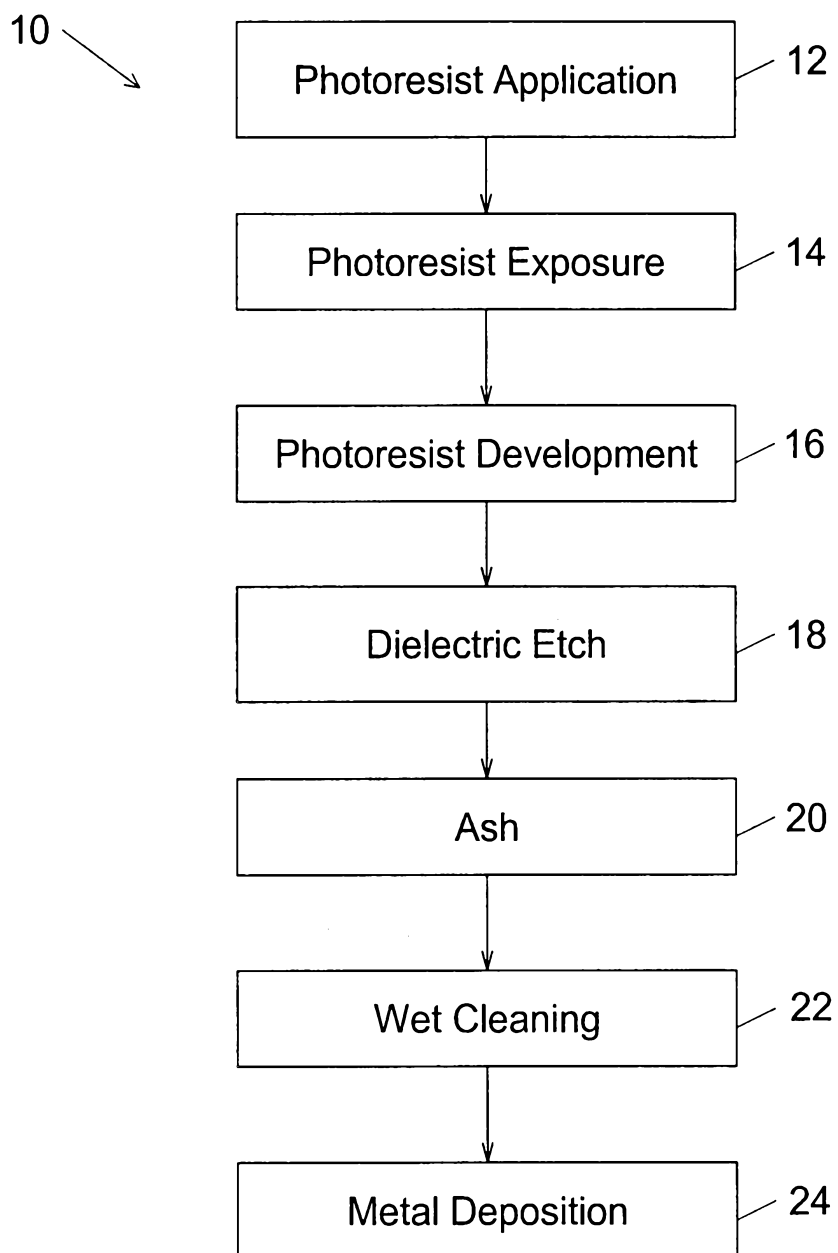 10
Photoresist Application
12
Photoresist Exposure
14
Photoresist Development
16
Dielectric Etch
18
Ash
20
Wet Cleaning
22
Metal Deposition
24